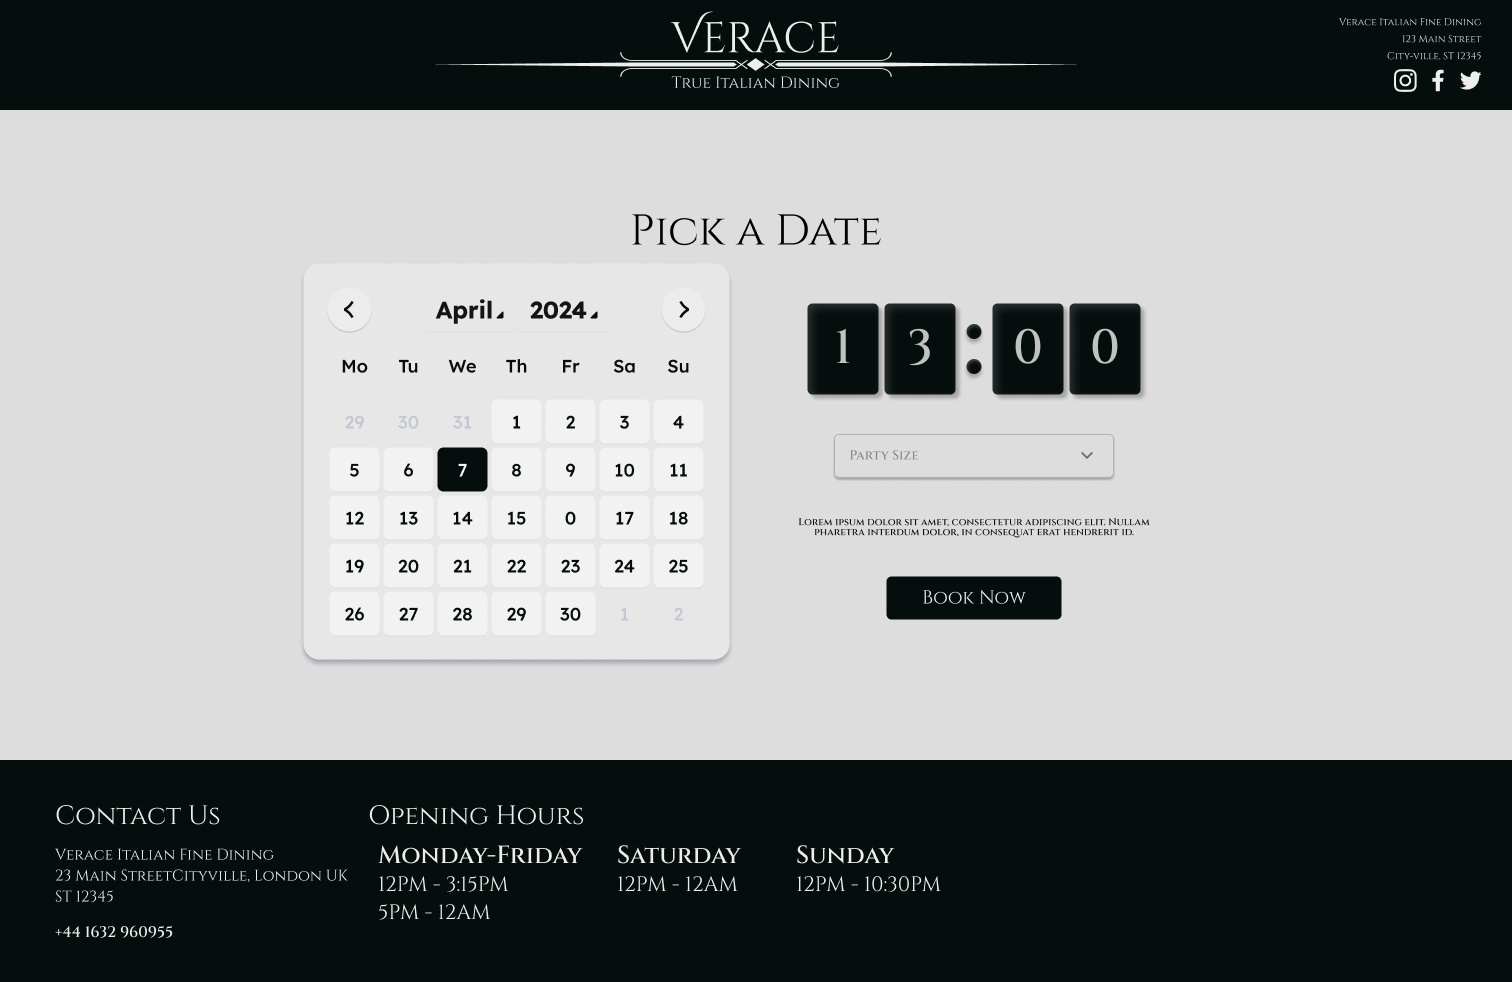 Verace
True Italian Dining
Verace Italian Fine Dining
123 Main Street
City-ville, ST 12345
Pick a Date
April 2024
Mo Tu We Th Fr Sa Su
29 30 31 1 2 3 4
5 6 7 8 9 10 11
12 13 14 15 0 17 18
19 20 21 22 23 24 25
26 27 28 29 30 1 2
13:00
Party Size
Lorem ipsum dolor sit amet, consectetur adipiscing elit. Nullam
pharetra interdum dolor, in consequat erat hendrerit id.
Book Now
Contact Us
Verace Italian Fine Dining
23 Main StreetCityville, London UK
ST 12345
+44 1632 960955
Opening Hours
Monday-Friday
12PM - 3:15PM
5PM - 12AM
Saturday
12PM - 12AM
Sunday
12PM - 10:30PM